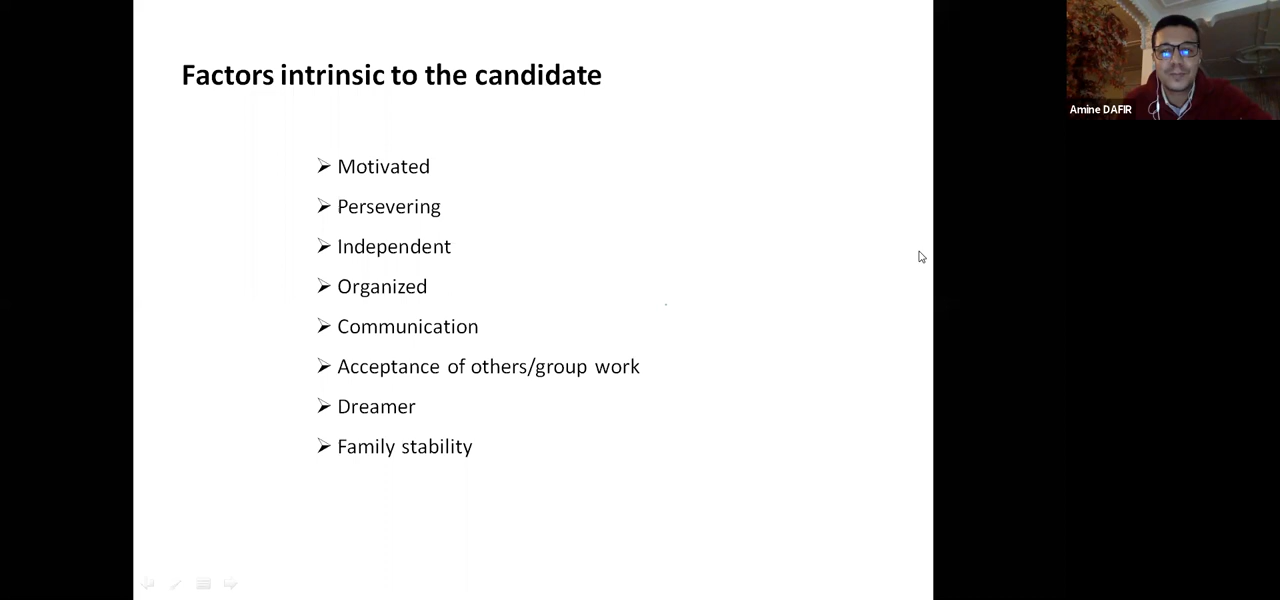 Factors intrinsic to the candidate
Motivated
Persevering
Independent
Organized
Communication
Acceptance of others/group work
Dreamer
Family stability
Amine DAFIR